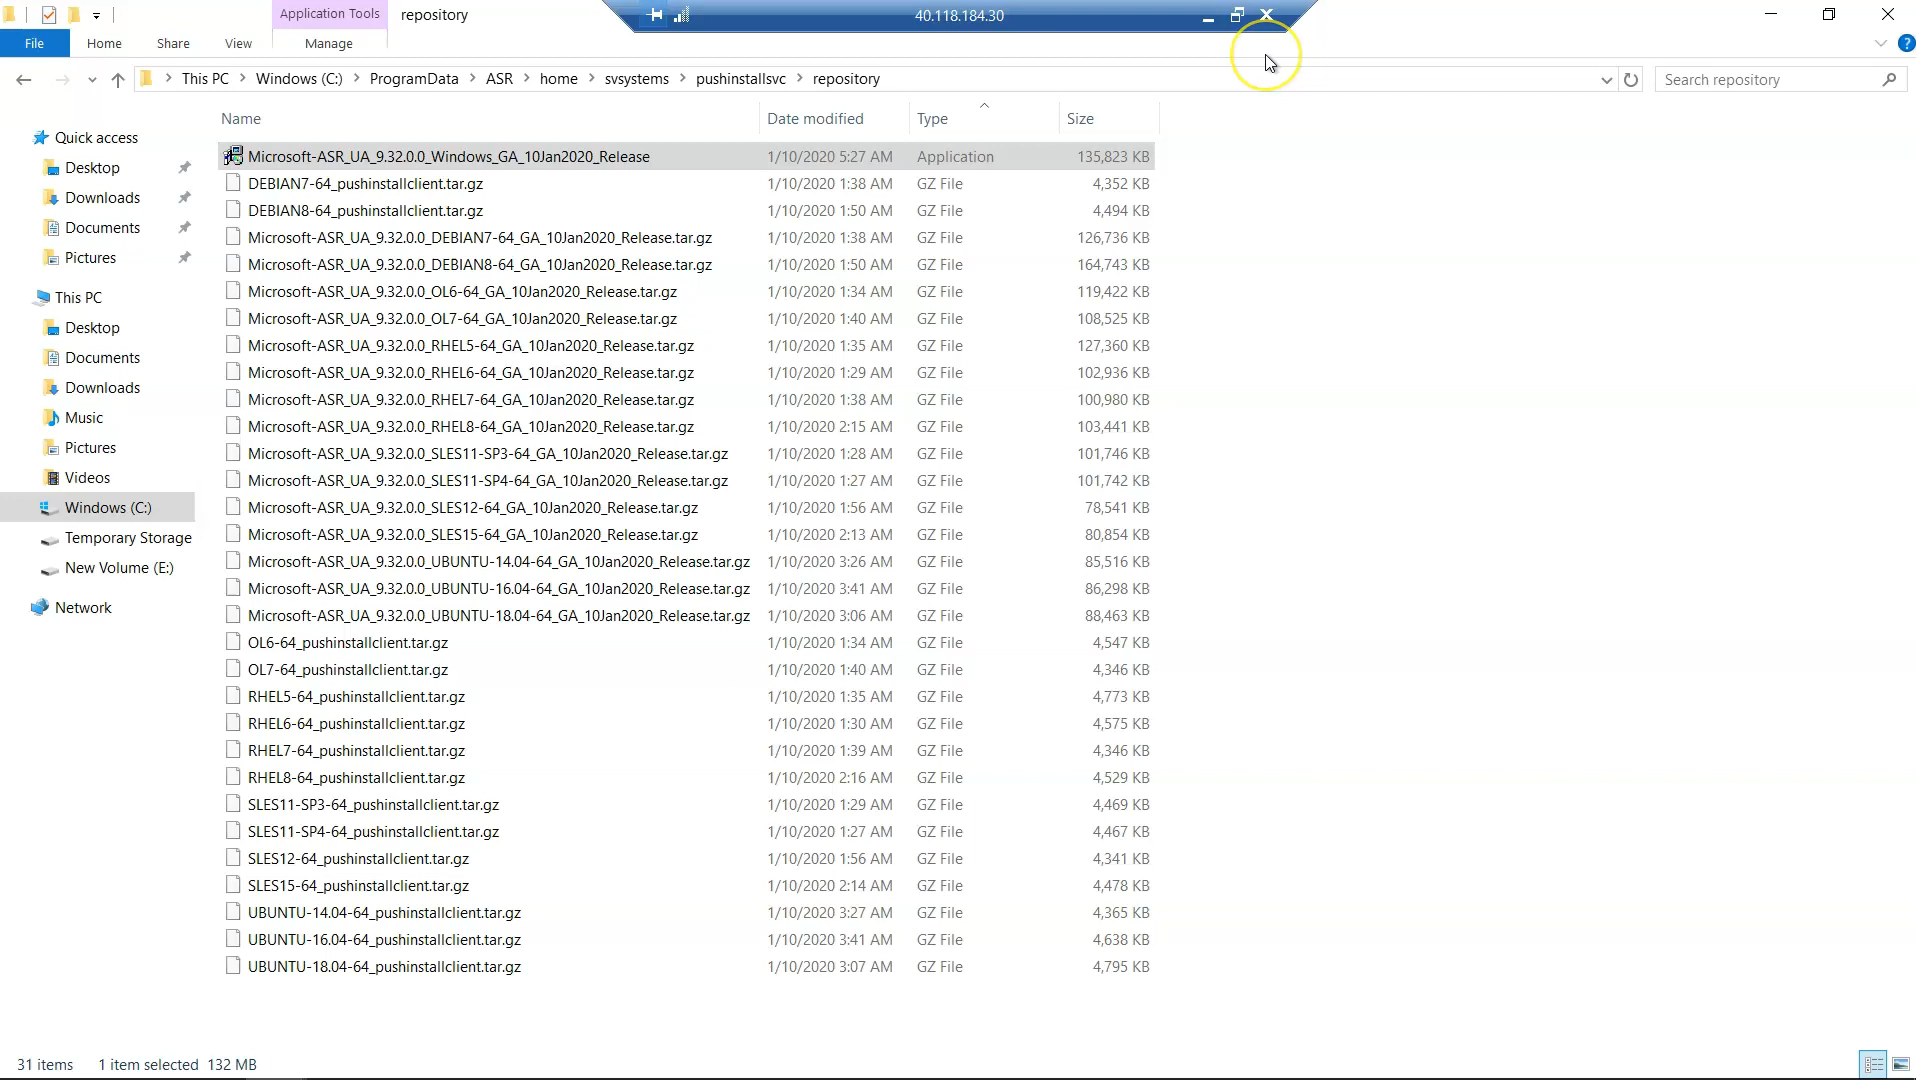 Application Tools repository 40.118.184.30
File Home Share View Manage
This PC Windows (C:) ProgramData ASR home svsystems pushinstallsvc repository Search repository
Name Date modified Type Size
Quick access
Desktop
Downloads
Documents
Pictures
This PC
Desktop
Documents
Downloads
Music
Pictures
Videos
Windows (C:)
Temporary Storage
New Volume (E:)
Network
Microsoft-ASR_UA_9.32.0.0_Windows_GA_10Jan2020_Release 1/10/2020 5:27 AM Application 135,823 KB
DEBIAN7-64_pushinstallclient.tar.gz 1/10/2020 1:38 AM GZ File 4,352 KB
DEBIAN8-64_pushinstallclient.tar.gz 1/10/2020 1:50 AM GZ File 4,494 KB
Microsoft-ASR_UA_9.32.0.0_DEBIAN7-64_GA_10Jan2020_Release.tar.gz 1/10/2020 1:38 AM GZ File 126,736 KB
Microsoft-ASR_UA_9.32.0.0_DEBIAN8-64_GA_10Jan2020_Release.tar.gz 1/10/2020 1:50 AM GZ File 164,743 KB
Microsoft-ASR_UA_9.32.0.0_OL6-64_GA_10Jan2020_Release.tar.gz 1/10/2020 1:34 AM GZ File 119,422 KB
Microsoft-ASR_UA_9.32.0.0_OL7-64_GA_10Jan2020_Release.tar.gz 1/10/2020 1:40 AM GZ File 108,525 KB
Microsoft-ASR_UA_9.32.0.0_RHEL5-64_GA_10Jan2020_Release.tar.gz 1/10/2020 1:35 AM GZ File 127,360 KB
Microsoft-ASR_UA_9.32.0.0_RHEL6-64_GA_10Jan2020_Release.tar.gz 1/10/2020 1:29 AM GZ File 102,936 KB
Microsoft-ASR_UA_9.32.0.0_RHEL7-64_GA_10Jan2020_Release.tar.gz 1/10/2020 1:38 AM GZ File 100,980 KB
Microsoft-ASR_UA_9.32.0.0_RHEL8-64_GA_10Jan2020_Release.tar.gz 1/10/2020 2:15 AM GZ File 103,441 KB
Microsoft-ASR_UA_9.32.0.0_SLES11-SP3-64_GA_10Jan2020_Release.tar.gz 1/10/2020 1:28 AM GZ File 101,746 KB
Microsoft-ASR_UA_9.32.0.0_SLES11-SP4-64_GA_10Jan2020_Release.tar.gz 1/10/2020 1:27 AM GZ File 101,742 KB
Microsoft-ASR_UA_9.32.0.0_SLES12-64_GA_10Jan2020_Release.tar.gz 1/10/2020 1:56 AM GZ File 78,541 KB
Microsoft-ASR_UA_9.32.0.0_SLES15-64_GA_10Jan2020_Release.tar.gz 1/10/2020 2:13 AM GZ File 80,854 KB
Microsoft-ASR_UA_9.32.0.0_UBUNTU-14.04-64_GA_10Jan2020_Release.tar.gz 1/10/2020 3:26 AM GZ File 85,516 KB
Microsoft-ASR_UA_9.32.0.0_UBUNTU-16.04-64_GA_10Jan2020_Release.tar.gz 1/10/2020 3:41 AM GZ File 86,298 KB
Microsoft-ASR_UA_9.32.0.0_UBUNTU-18.04-64_GA_10Jan2020_Release.tar.gz 1/10/2020 3:06 AM GZ File 88,463 KB
OL6-64_pushinstallclient.tar.gz 1/10/2020 1:34 AM GZ File 4,547 KB
OL7-64_pushinstallclient.tar.gz 1/10/2020 1:40 AM GZ File 4,346 KB
RHEL5-64_pushinstallclient.tar.gz 1/10/2020 1:35 AM GZ File 4,773 KB
RHEL6-64_pushinstallclient.tar.gz 1/10/2020 1:30 AM GZ File 4,575 KB
RHEL7-64_pushinstallclient.tar.gz 1/10/2020 1:39 AM GZ File 4,346 KB
RHEL8-64_pushinstallclient.tar.gz 1/10/2020 2:16 AM GZ File 4,529 KB
SLES11-SP3-64_pushinstallclient.tar.gz 1/10/2020 1:29 AM GZ File 4,469 KB
SLES11-SP4-64_pushinstallclient.tar.gz 1/10/2020 1:27 AM GZ File 4,467 KB
SLES12-64_pushinstallclient.tar.gz 1/10/2020 1:56 AM GZ File 4,341 KB
SLES15-64_pushinstallclient.tar.gz 1/10/2020 2:14 AM GZ File 4,478 KB
UBUNTU-14.04-64_pushinstallclient.tar.gz 1/10/2020 3:27 AM GZ File 4,365 KB
UBUNTU-16.04-64_pushinstallclient.tar.gz 1/10/2020 3:41 AM GZ File 4,638 KB
UBUNTU-18.04-64_pushinstallclient.tar.gz 1/10/2020 3:07 AM GZ File 4,795 KB
31 items 1 item selected 132 MB